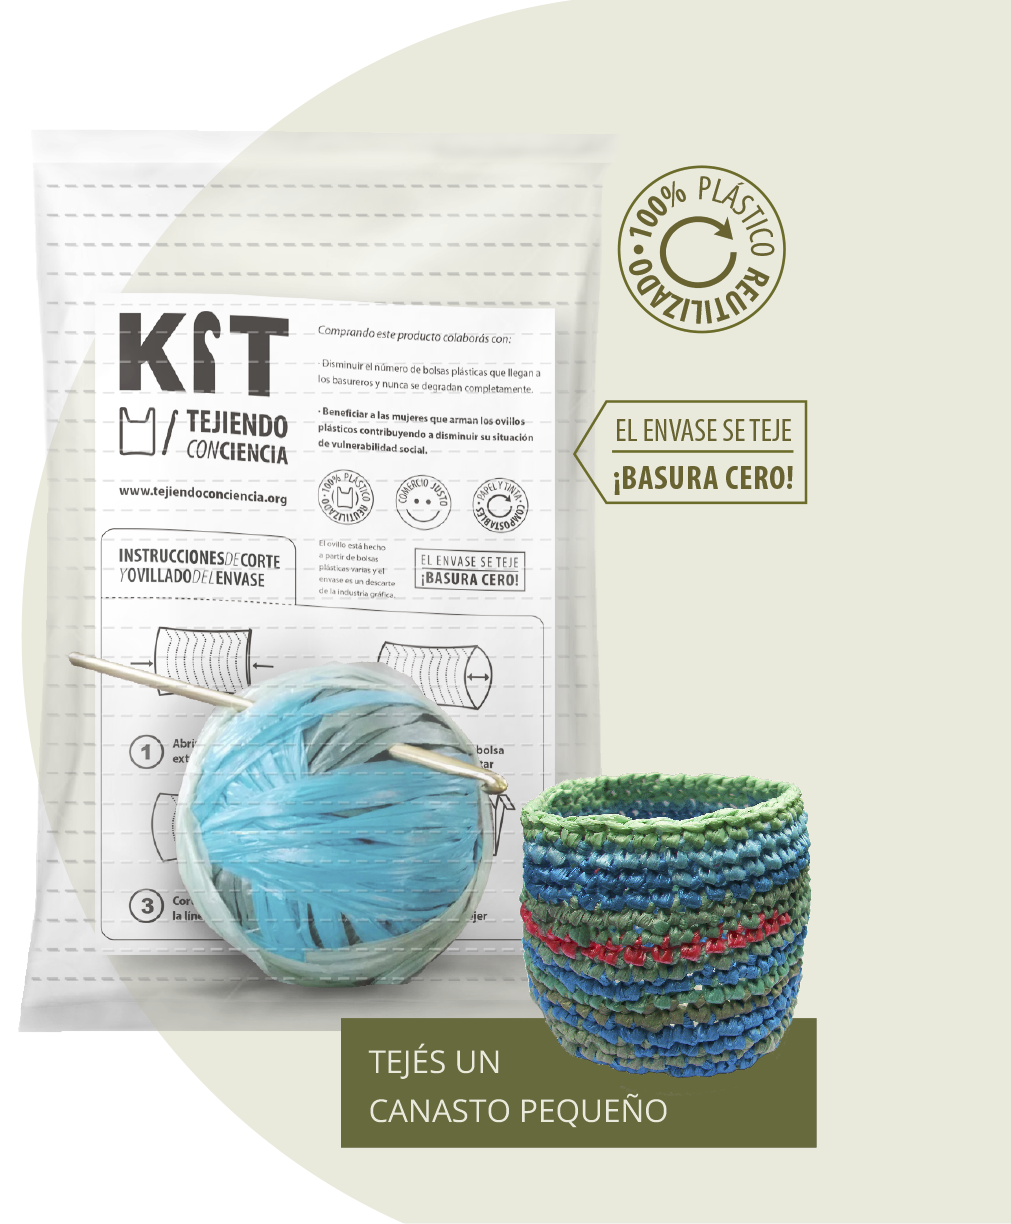 KIT
TEJIENDO
CONCIENCIA
www.tejiendoconciencia.org
Comprando este producto colaborás con:
· Disminuir el número de bolsas plásticas que llegan a
los basureros y nunca se degradan completamente.
· Beneficiar a las mujeres que arman los ovillos
plásticos contribuyendo a disminuir su situación
de vulnerabilidad social.
100% PLÁSTICO REUTILIZADO
COMERCIO JUSTO
PAPEL Y TINTA COMPOSTABLES
El ovillo está hecho
a partir de bolsas
plásticas varias y el
envase es un descarte
de la industria gráfica.
EL ENVASE SE TEJE
¡BASURA CERO!
INSTRUCCIONES DE CORTE
Y OVILLADO DEL ENVASE
1
bolsa
3
la
100% PLÁSTICO REUTILIZADO
EL ENVASE SE TEJE
¡BASURA CERO!
TEJÉS UN
CANASTO PEQUEÑO